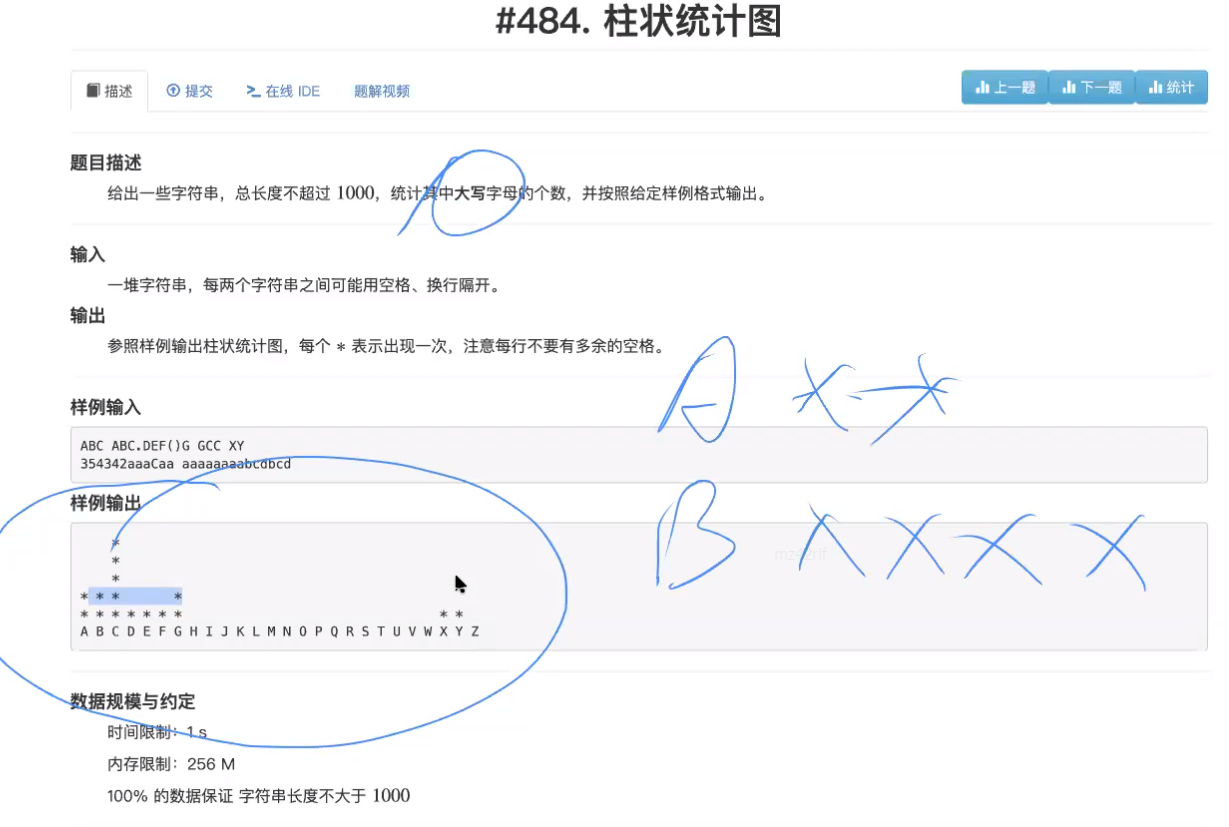 #484. 柱状统计图
描述 提交 在线 IDE 题解视频 上一题 下一题 统计
题目描述
给出一些字符串，总长度不超过 1000，统计其中大写字母的个数，并按照给定样例格式输出。
输入
一堆字符串，每两个字符串之间可能用空格、换行隔开。
输出
参照样例输出柱状统计图，每个 * 表示出现一次，注意每行不要有多余的空格。
A * *
样例输入
ABC ABC.DEF()G GCC XY
354342aaaCaa aaaaaaaabcdbcd
样例输出
B X X X X
    *
    *
    *
* * *       *
* * * * * * *                                 * *
A B C D E F G H I J K L M N O P Q R S T U V W X Y Z
数据规模与约定
时间限制：1 s
内存限制：256 M
100% 的数据保证 字符串长度不大于 1000